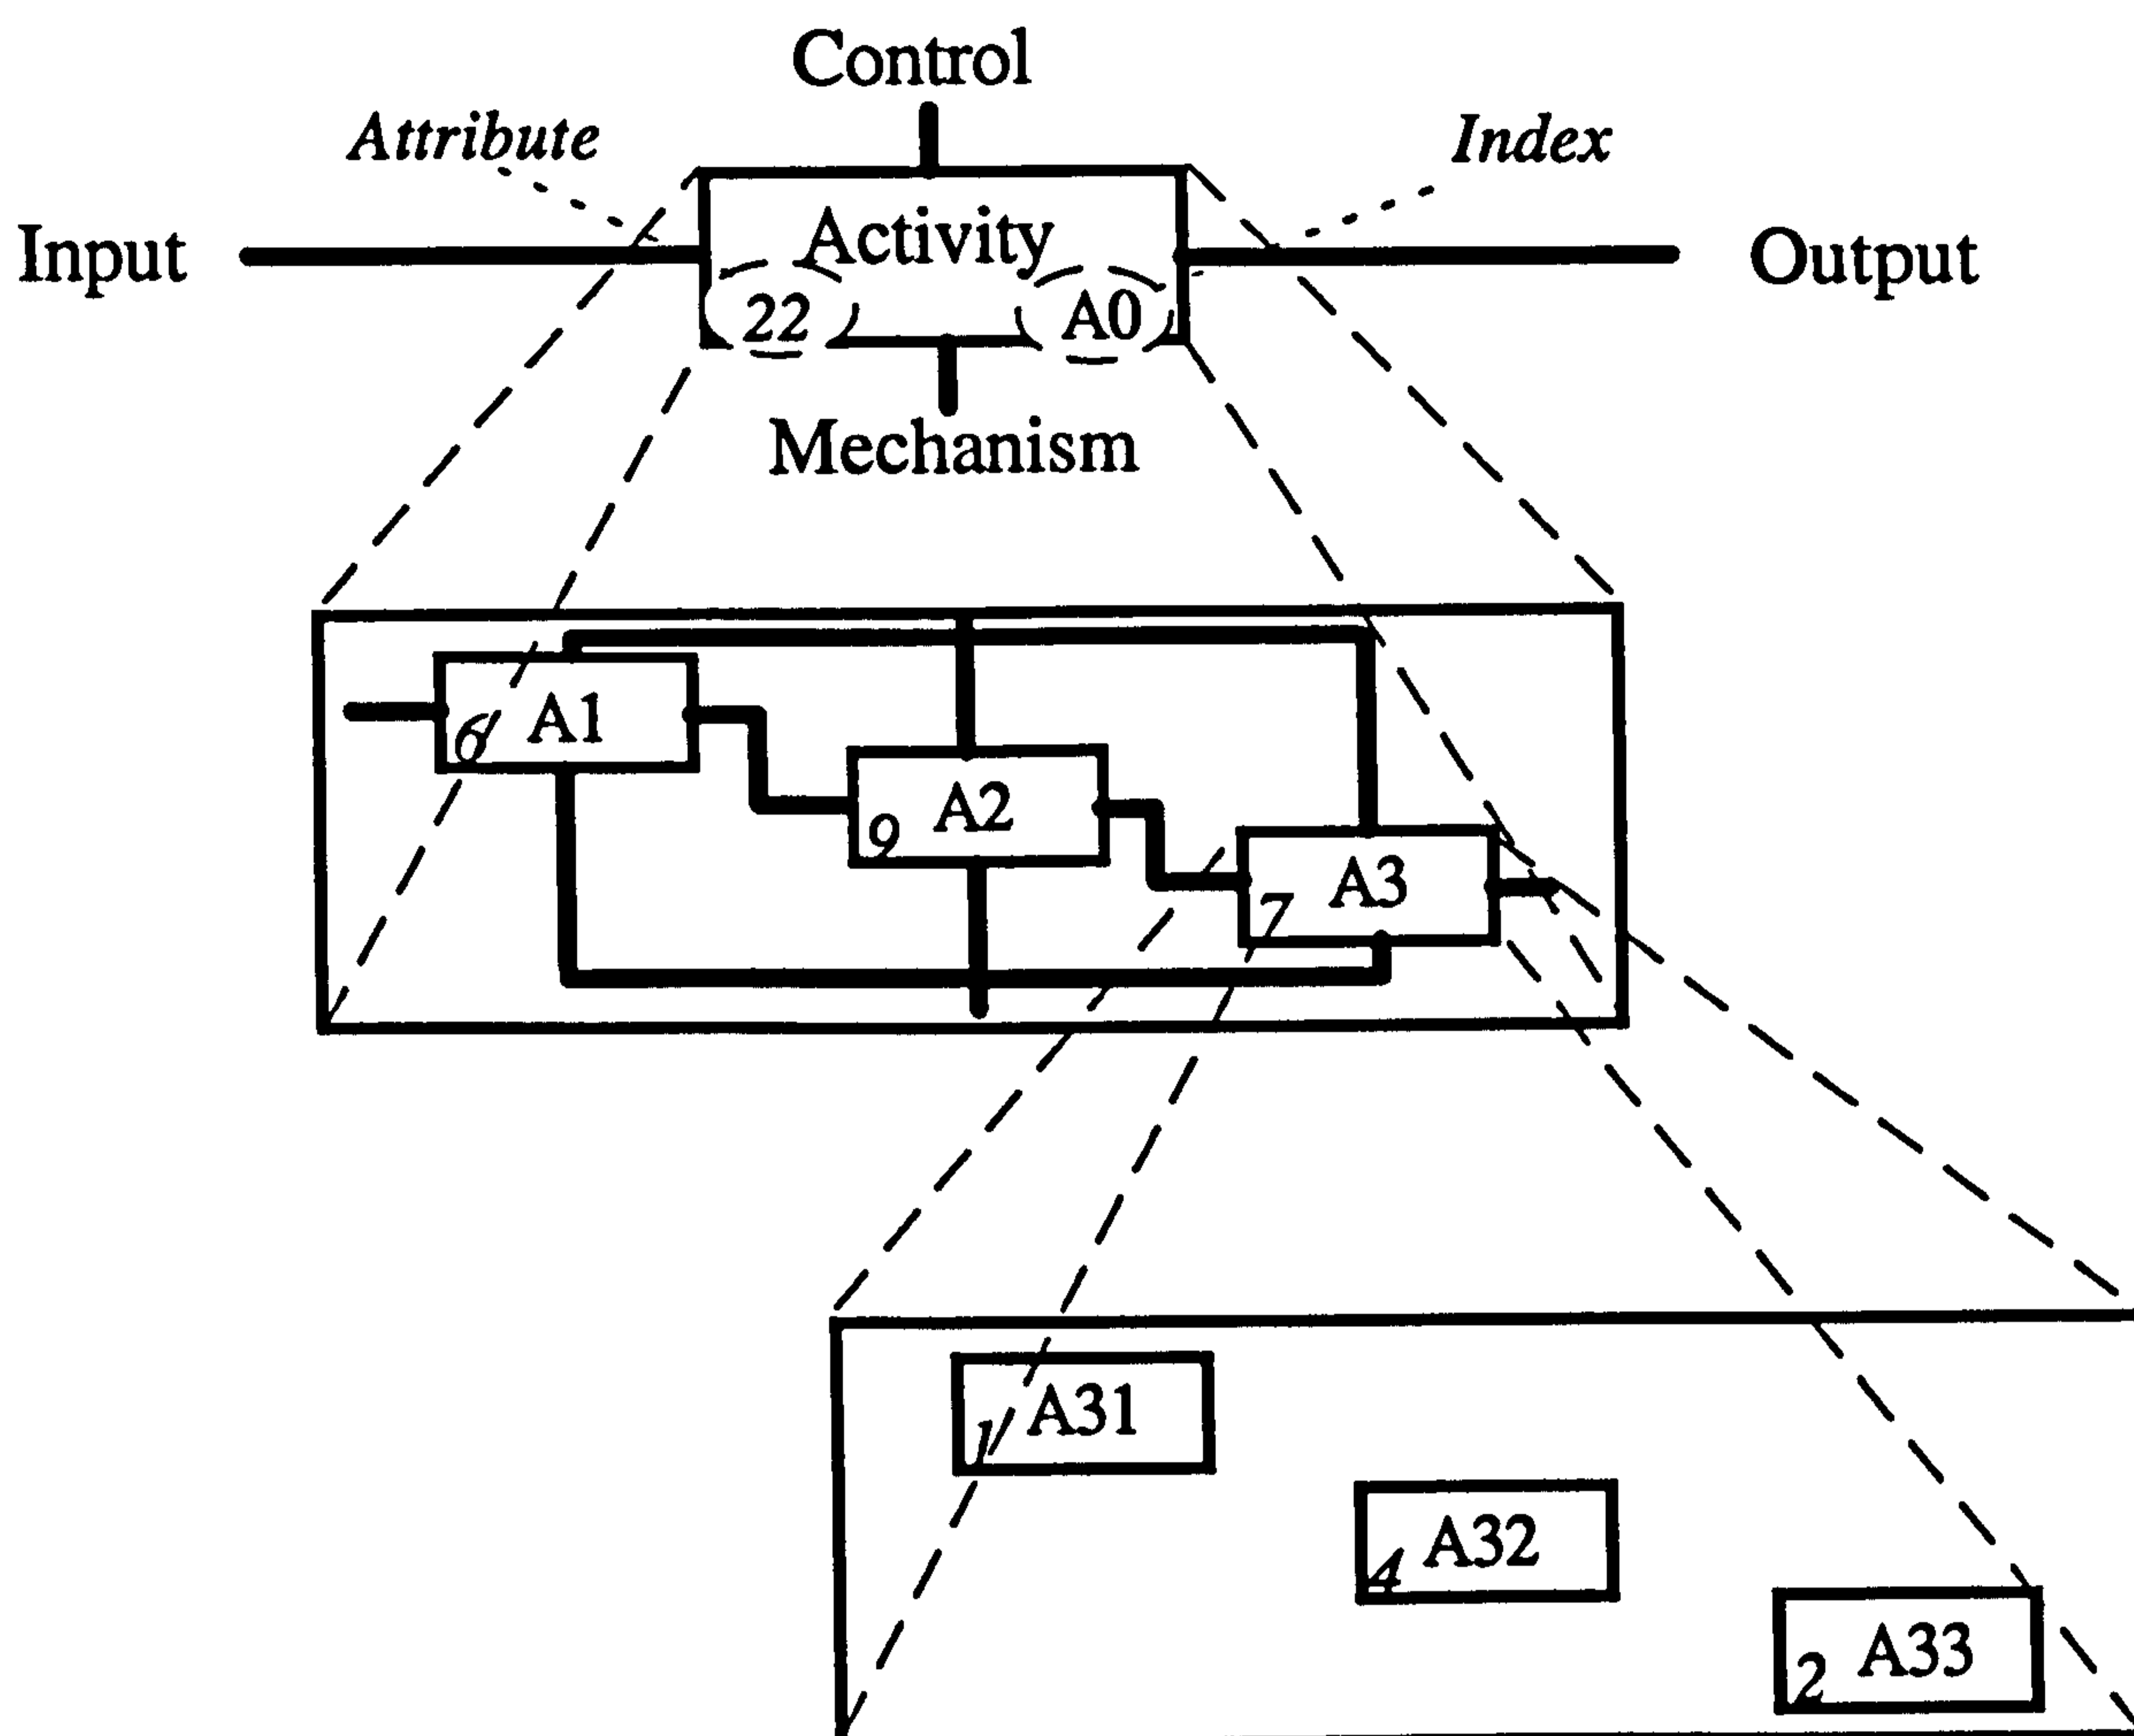 Control
Attribute
Index
Input
Activity
Output
22
A0
Mechanism
6 A1
9 A2
7 A3
1 A31
4 A32
2 A33